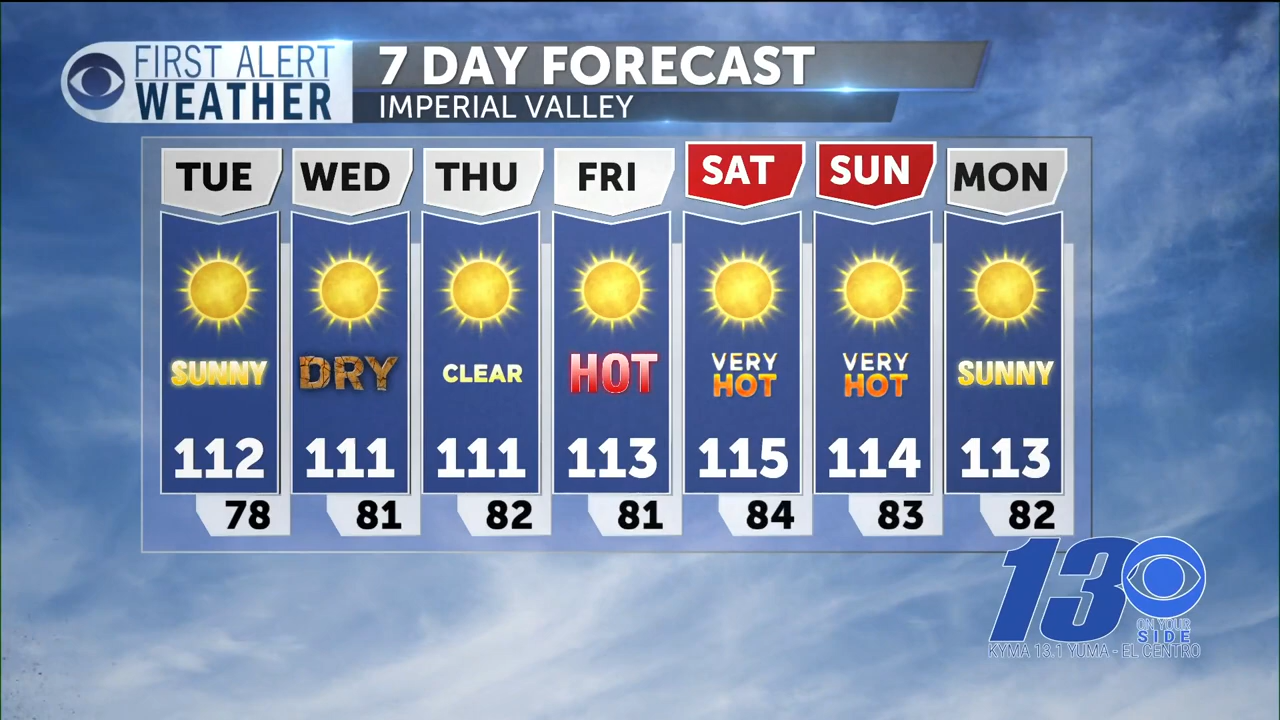 FIRST ALERT
WEATHER
7 DAY FORECAST
IMPERIAL VALLEY
TUE WED THU FRI SAT SUN MON
SUNNY DRY CLEAR HOT VERY HOT VERY HOT SUNNY
112 111 111 113 115 114 113
78 81 82 81 84 83 82
13
ON YOUR
SIDE
KYMA 13.1 YUMA - EL CENTRO